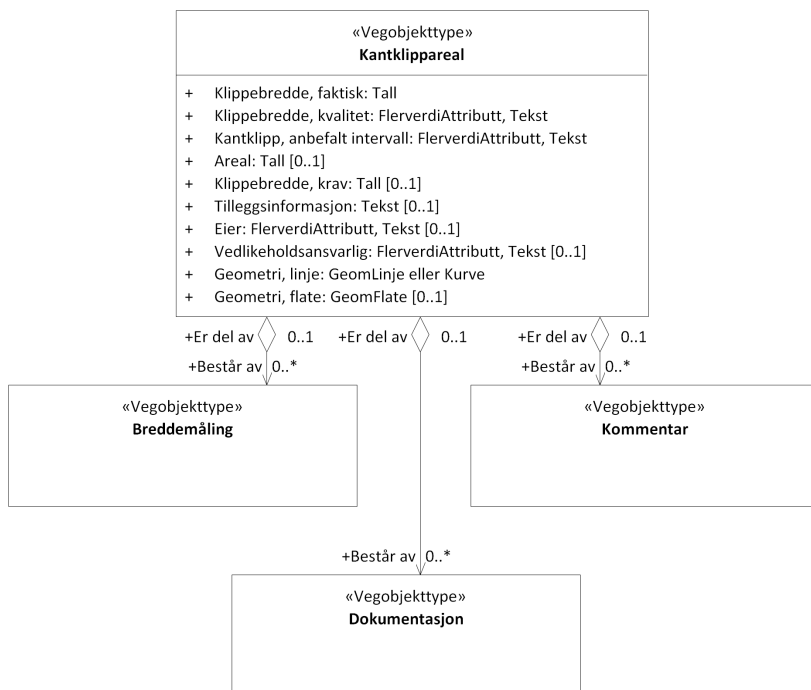 «Vegobjekttype»
Kantklippareal
+ Klippebredde, faktisk: Tall
+ Klippebredde, kvalitet: FlerverdiAttributt, Tekst
+ Kantklipp, anbefalt intervall: FlerverdiAttributt, Tekst
+ Areal: Tall [0..1]
+ Klippebredde, krav: Tall [0..1]
+ Tilleggsinformasjon: Tekst [0..1]
+ Eier: FlerverdiAttributt, Tekst [0..1]
+ Vedlikeholdsansvarlig: FlerverdiAttributt, Tekst [0..1]
+ Geometri, linje: GeomLinje eller Kurve
+ Geometri, flate: GeomFlate [0..1]
+Er del av 0..1 +Er del av 0..1 +Er del av 0..1
+Består av 0..* +Består av 0..*
«Vegobjekttype»
Breddemåling
«Vegobjekttype»
Kommentar
+Består av 0..*
«Vegobjekttype»
Dokumentasjon